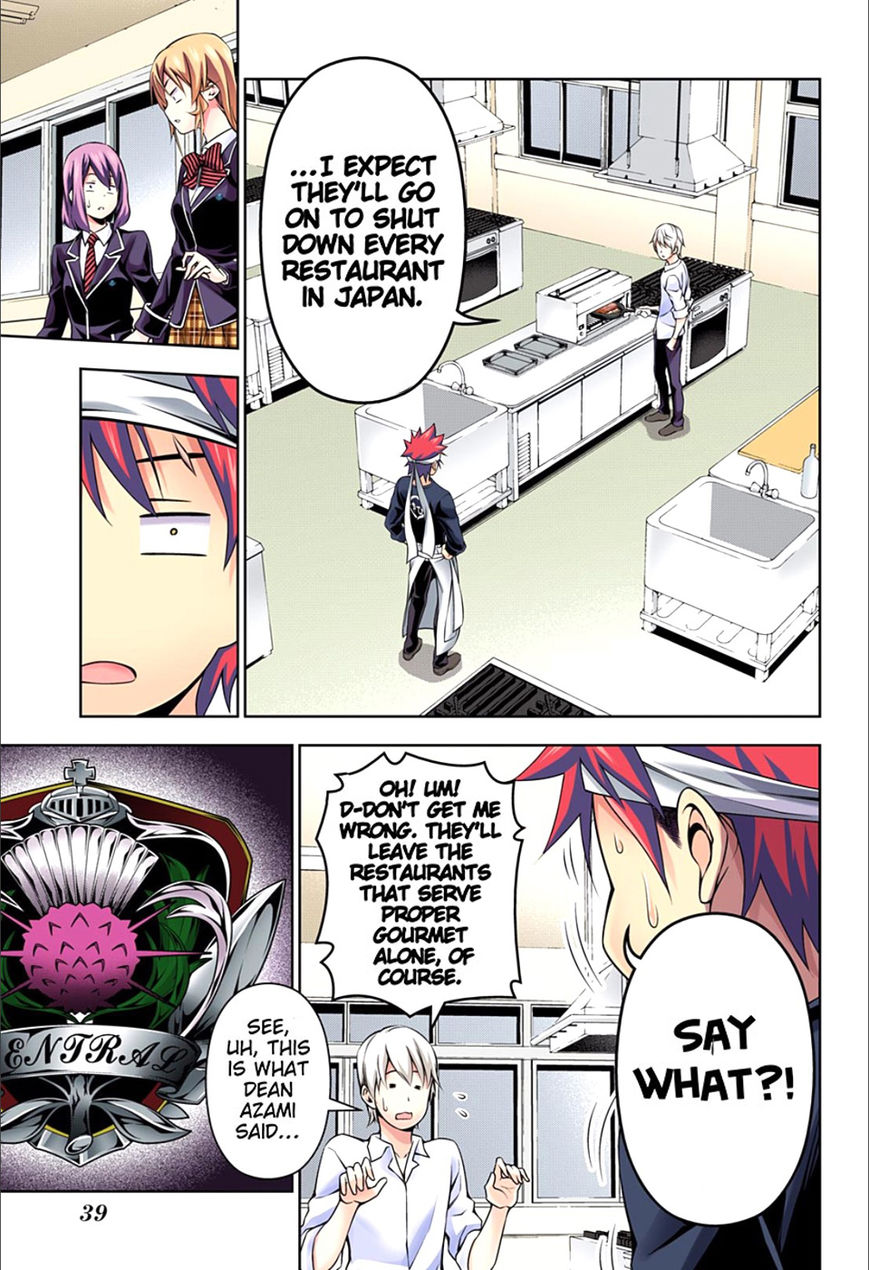 ...I EXPECT
THEY'LL GO
ON TO SHUT
DOWN EVERY
RESTAURANT
IN JAPAN.
SAY
WHAT?!
OH! UM!
D-DON'T GET ME
WRONG. THEY'LL
LEAVE THE
RESTAURANTS
THAT SERVE
PROPER
GOURMET
ALONE, OF
COURSE.
SEE,
UH, THIS
IS WHAT
DEAN
AZAMI
SAID...
ENTRAL
39